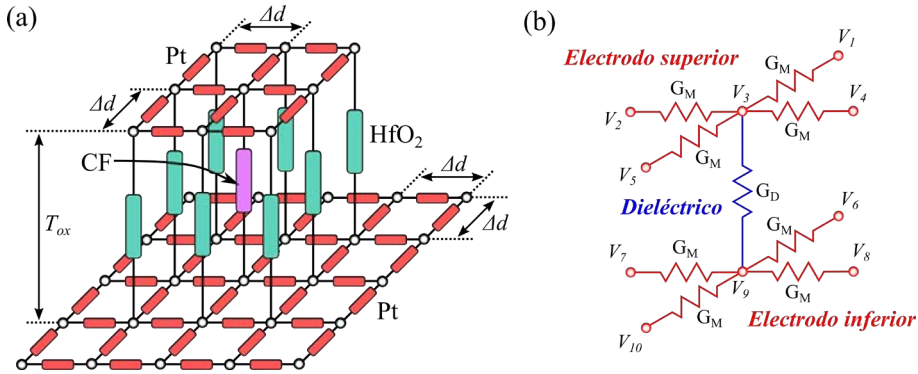 (a)
Δd
Pt
Δd
HfO2
CF
Δd
Tox
Δd
Pt
(b)
Electrodo superior
V1
GM
V3
V4
GM
GM
V2
GM
V5
GD
Dieléctrico
V6
GM
V7
V8
GM
V9
GM
GM
V10
Electrodo inferior